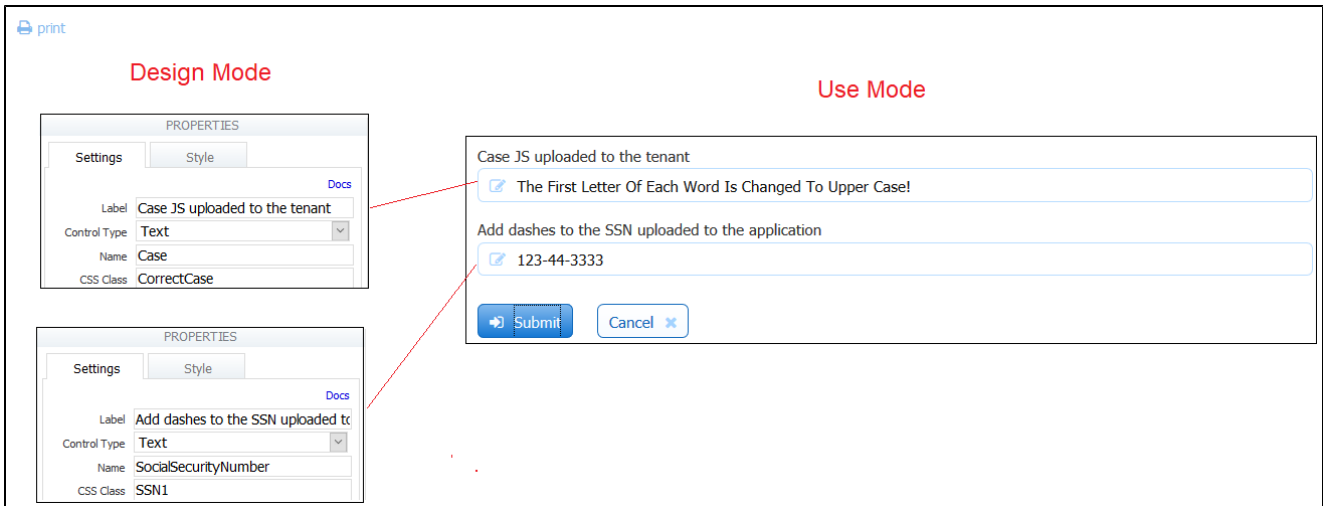 print
Design Mode
Use Mode
PROPERTIES
Settings Style
Docs
Label Case JS uploaded to the tenant
Control Type Text
Name Case
CSS Class CorrectCase
Case JS uploaded to the tenant
The First Letter Of Each Word Is Changed To Upper Case!
Add dashes to the SSN uploaded to the application
123-44-3333
Submit Cancel
PROPERTIES
Settings Style
Docs
Label Add dashes to the SSN uploaded to
Control Type Text
Name SocialSecurityNumber
CSS Class SSN1